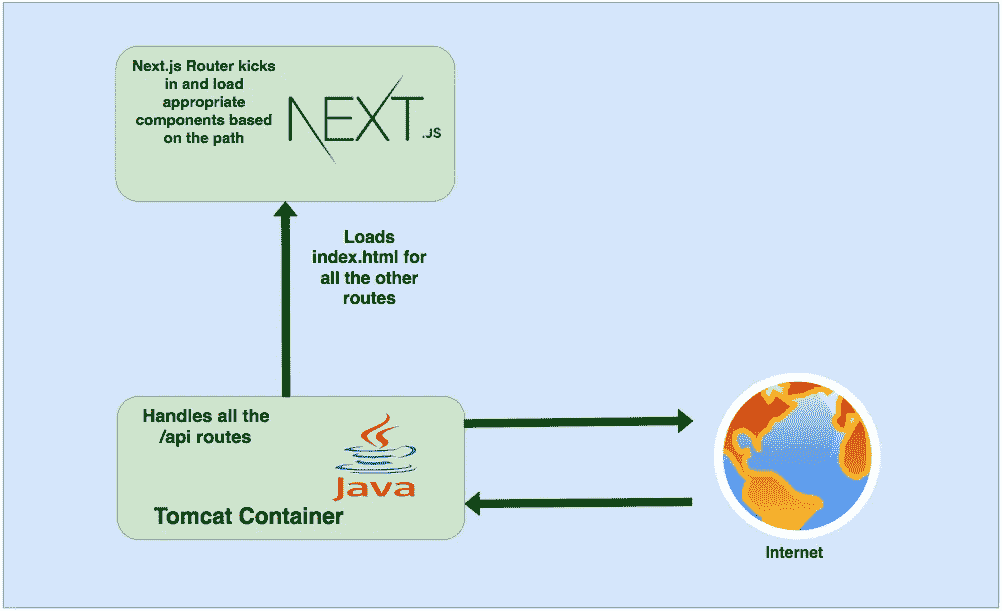 Next.js Router kicks
in and load
appropriate
components based
on the path
NEXT
.JS
Loads
index.html for
all the other
routes
Handles all the
/api routes
Java
Tomcat Container
Internet